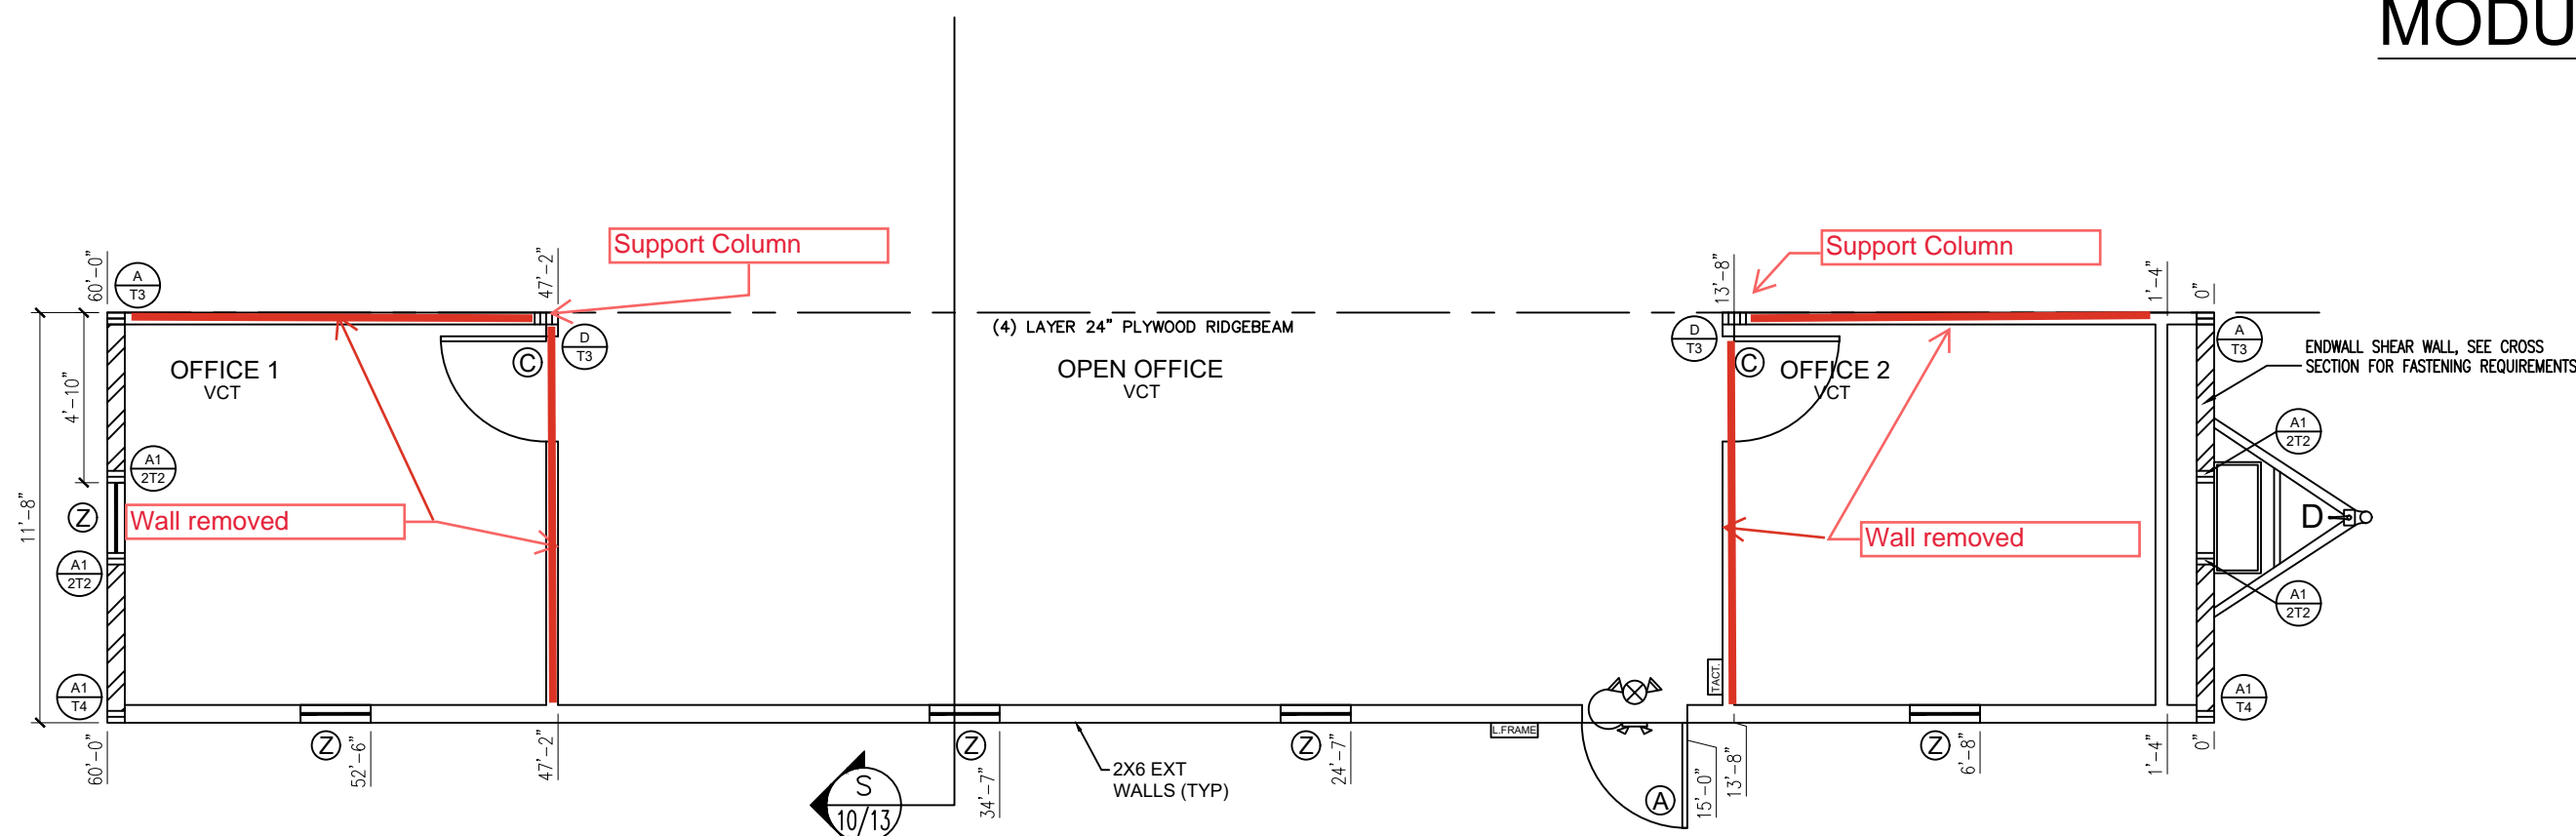 MODU
Support Column
Support Column
60'-0"
A
T3
47'-2"
13'-8"
1'-4"
0"
(4) LAYER 24" PLYWOOD RIDGEBEAM
D
T3
D
T3
A
T3
ENDWALL SHEAR WALL, SEE CROSS
SECTION FOR FASTENING REQUIREMENTS
OFFICE 1
VCT
C
OPEN OFFICE
VCT
C
OFFICE 2
VCT
4'-10"
11'-8"
A1
2T2
A1
2T2
Z
Wall removed
Wall removed
D
A1
2T2
A1
2T2
A1
T4
TACT.
A1
T4
L.FRAME
60'-0"
Z
52'-6"
47'-2"
Z
34'-7"
Z
24'-7"
15'-0"
13'-8"
Z
6'-8"
1'-4"
0"
2X6 EXT
WALLS (TYP)
A
S
10/13